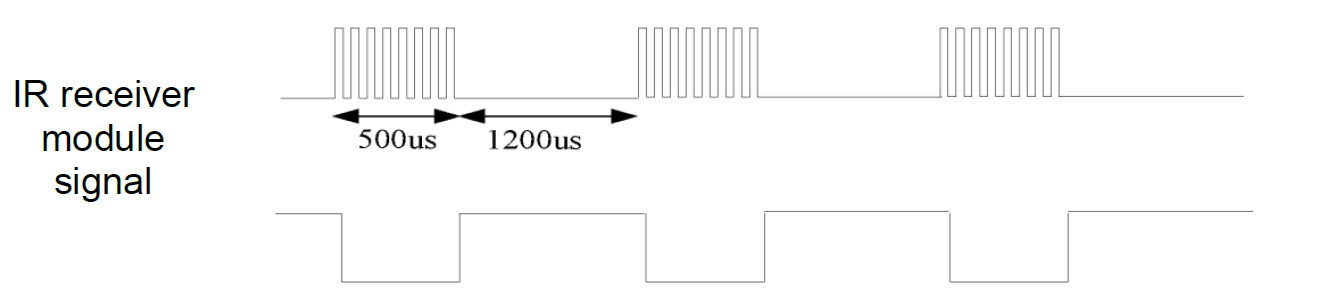 IR receiver
module
signal
500us
1200us